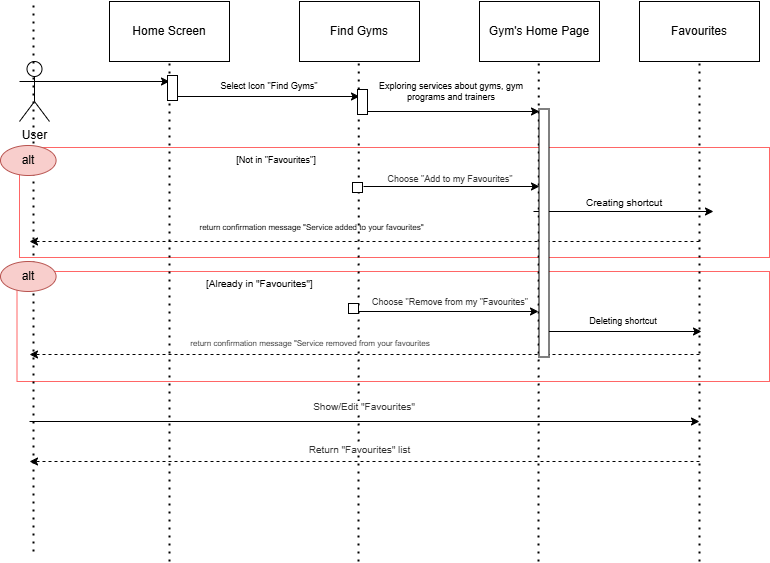 Home Screen
Find Gyms
Gym's Home Page
Favourites
Select Icon "Find Gyms"
Exploring services about gyms, gym
programs and trainers
User
alt
[Not in "Favourites"]
Choose "Add to my Favourites"
Creating shortcut
return confirmation message "Service added to your favourites"
alt
[Already in "Favourites"]
Choose "Remove from my "Favourites"
Deleting shortcut
return confirmation message "Service removed from your favourites
Show/Edit "Favourites"
Return "Favourites" list